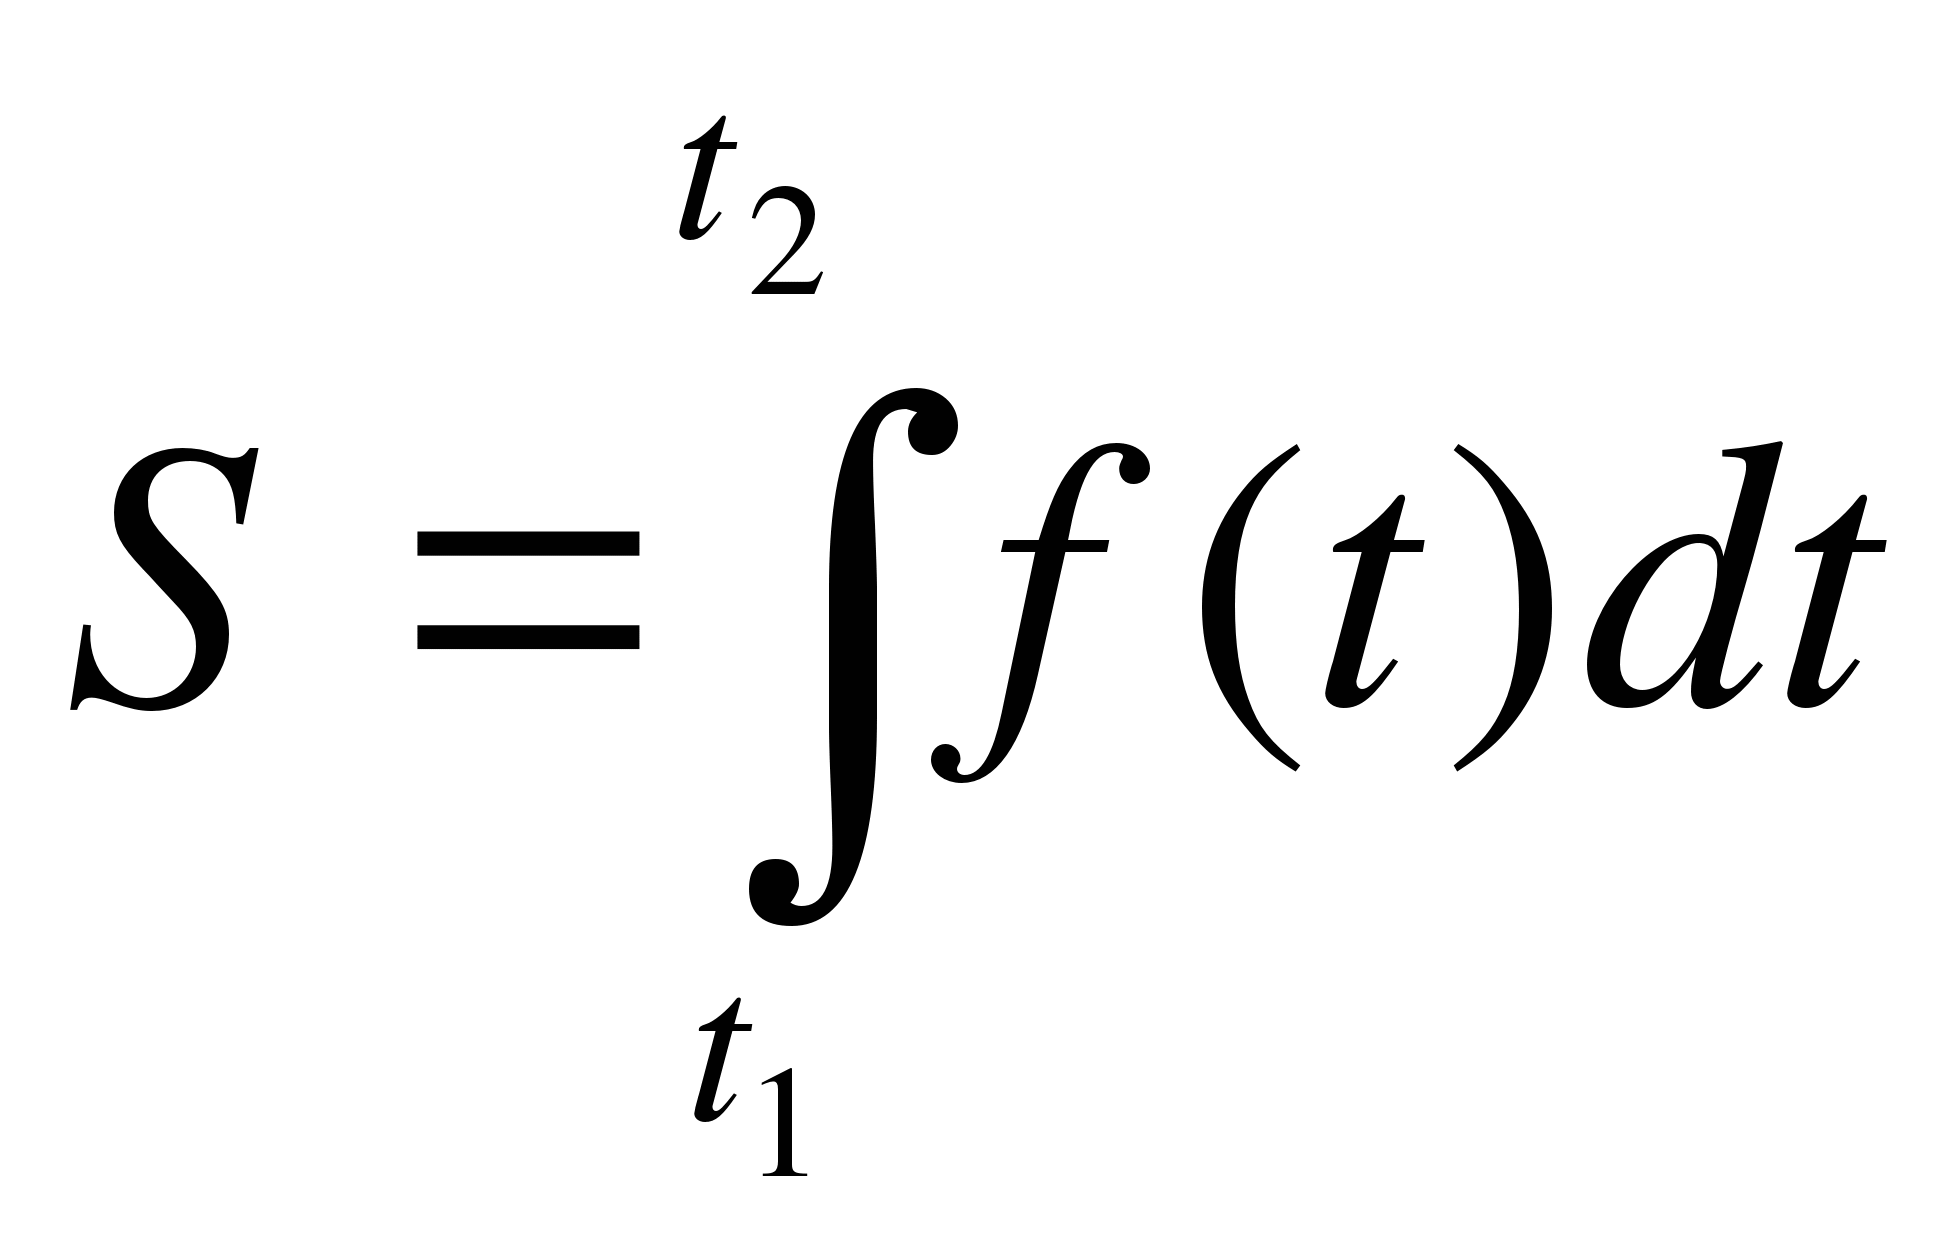 t₂
S = ∫ f (t) dt
t₁